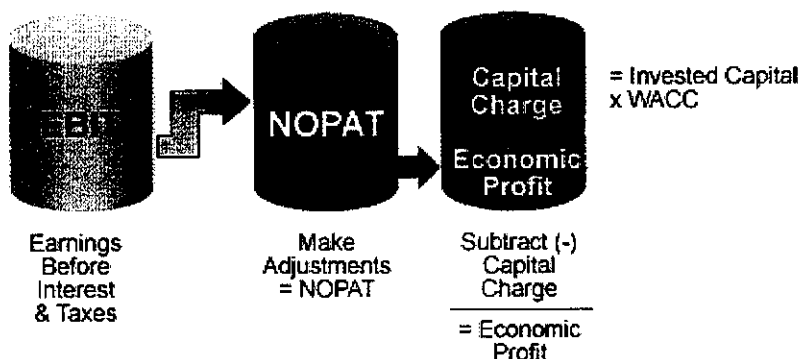 EBIT
NOPAT
Capital
Charge
Economic
Profit
= Invested Capital
x WACC
Earnings
Before
Interest
& Taxes
Make
Adjustments
= NOPAT
Subtract (-)
Capital
Charge
= Economic
Profit